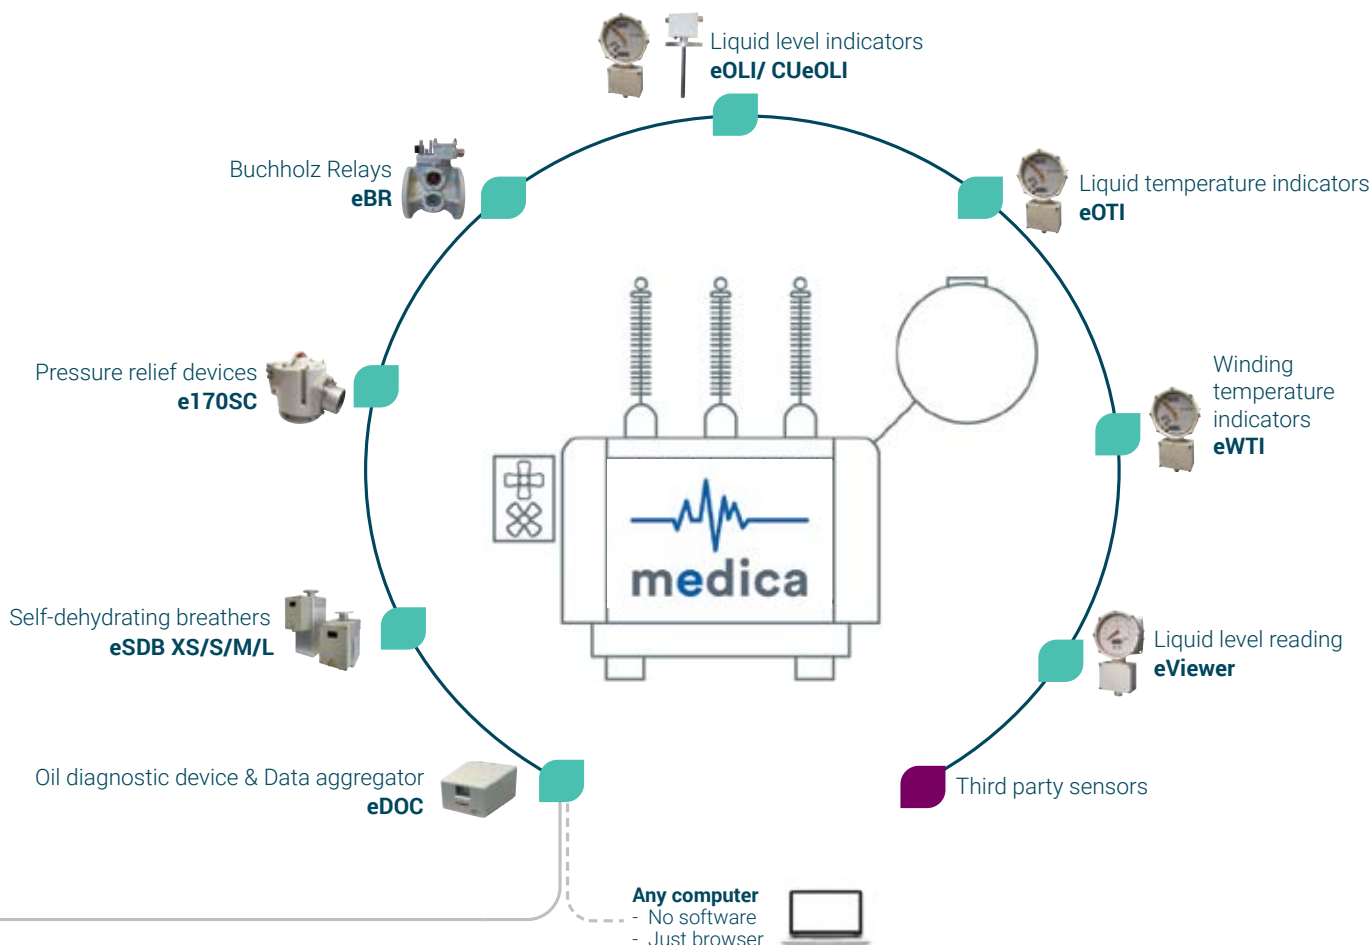 Liquid level indicators
eOLI/ CUeOLI
Buchholz Relays
eBR
Liquid temperature indicators
eOTI
Pressure relief devices
e170SC
Winding
temperature
indicators
eWTI
medica
Self-dehydrating breathers
eSDB XS/S/M/L
Liquid level reading
eViewer
Oil diagnostic device & Data aggregator
eDOC
Third party sensors
Any computer
- No software
- Just browser